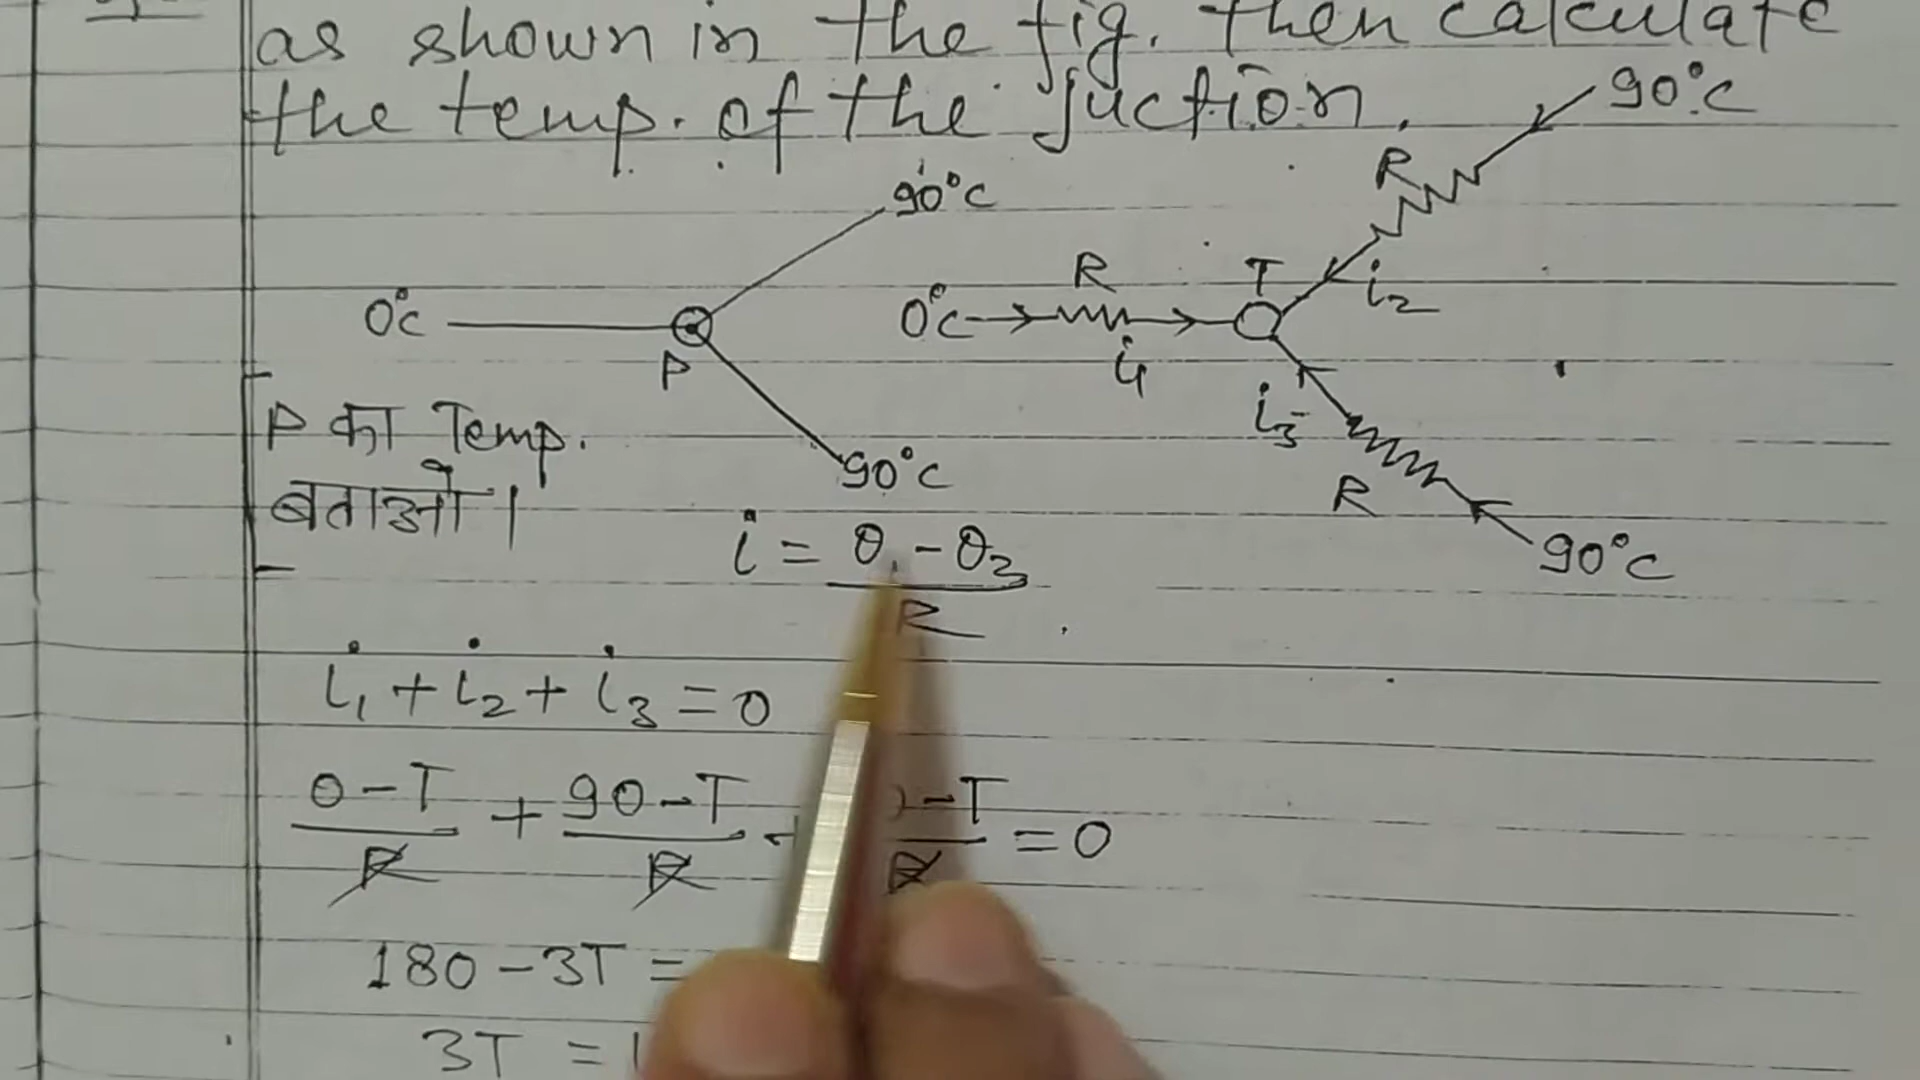 as shown in the fig. then calculate
the temp. of the juction.
90°C
90°C
R
0°C
P
90°C
0°C
R
i1
T
i2
i3
R
90°C
P का Temp.
बताओ।
i = θ1 - θ2 / R
i1 + i2 + i3 = 0
0-T / R + 90-T / R + -T / R = 0
180 - 3T =
3T =